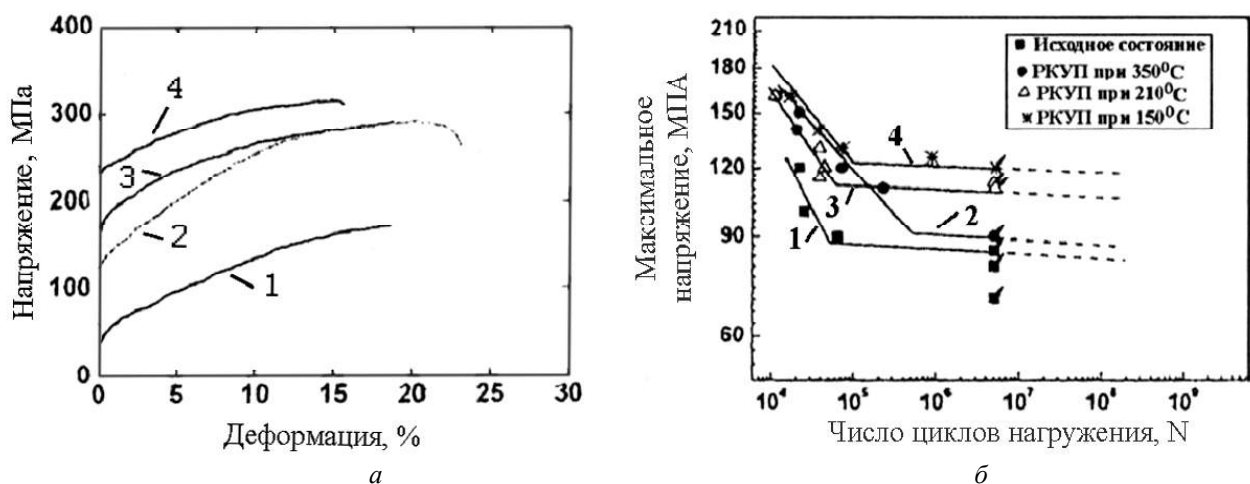 400
300
200
100
0
Напряжение, МПа
4
3
2
1
0
5
10
15
20
25
30
Деформация, %
а
210
180
150
120
90
60
Максимальное
напряжение, МПА
■ Исходное состояние
● РКУП при 350⁰С
△ РКУП при 210⁰С
✳ РКУП при 150⁰С
4
3
2
1
10⁴
10⁵
10⁶
10⁷
10⁸
10⁹
Число циклов нагружения, N
б